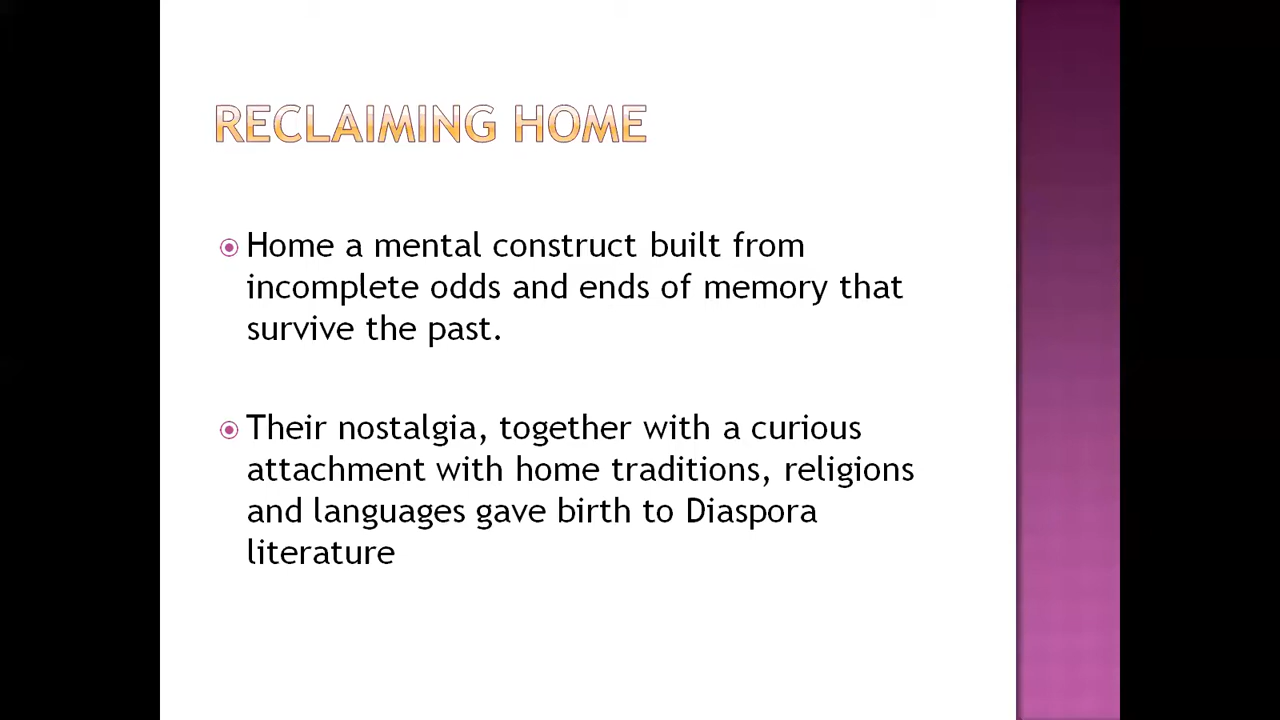 RECLAIMING HOME
Home a mental construct built from
incomplete odds and ends of memory that
survive the past.
Their nostalgia, together with a curious
attachment with home traditions, religions
and languages gave birth to Diaspora
literature